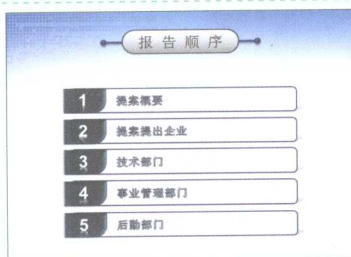 报告顺序
1 提案概要
2 提案提出企业
3 技术部门
4 事业管理部门
5 后勤部门